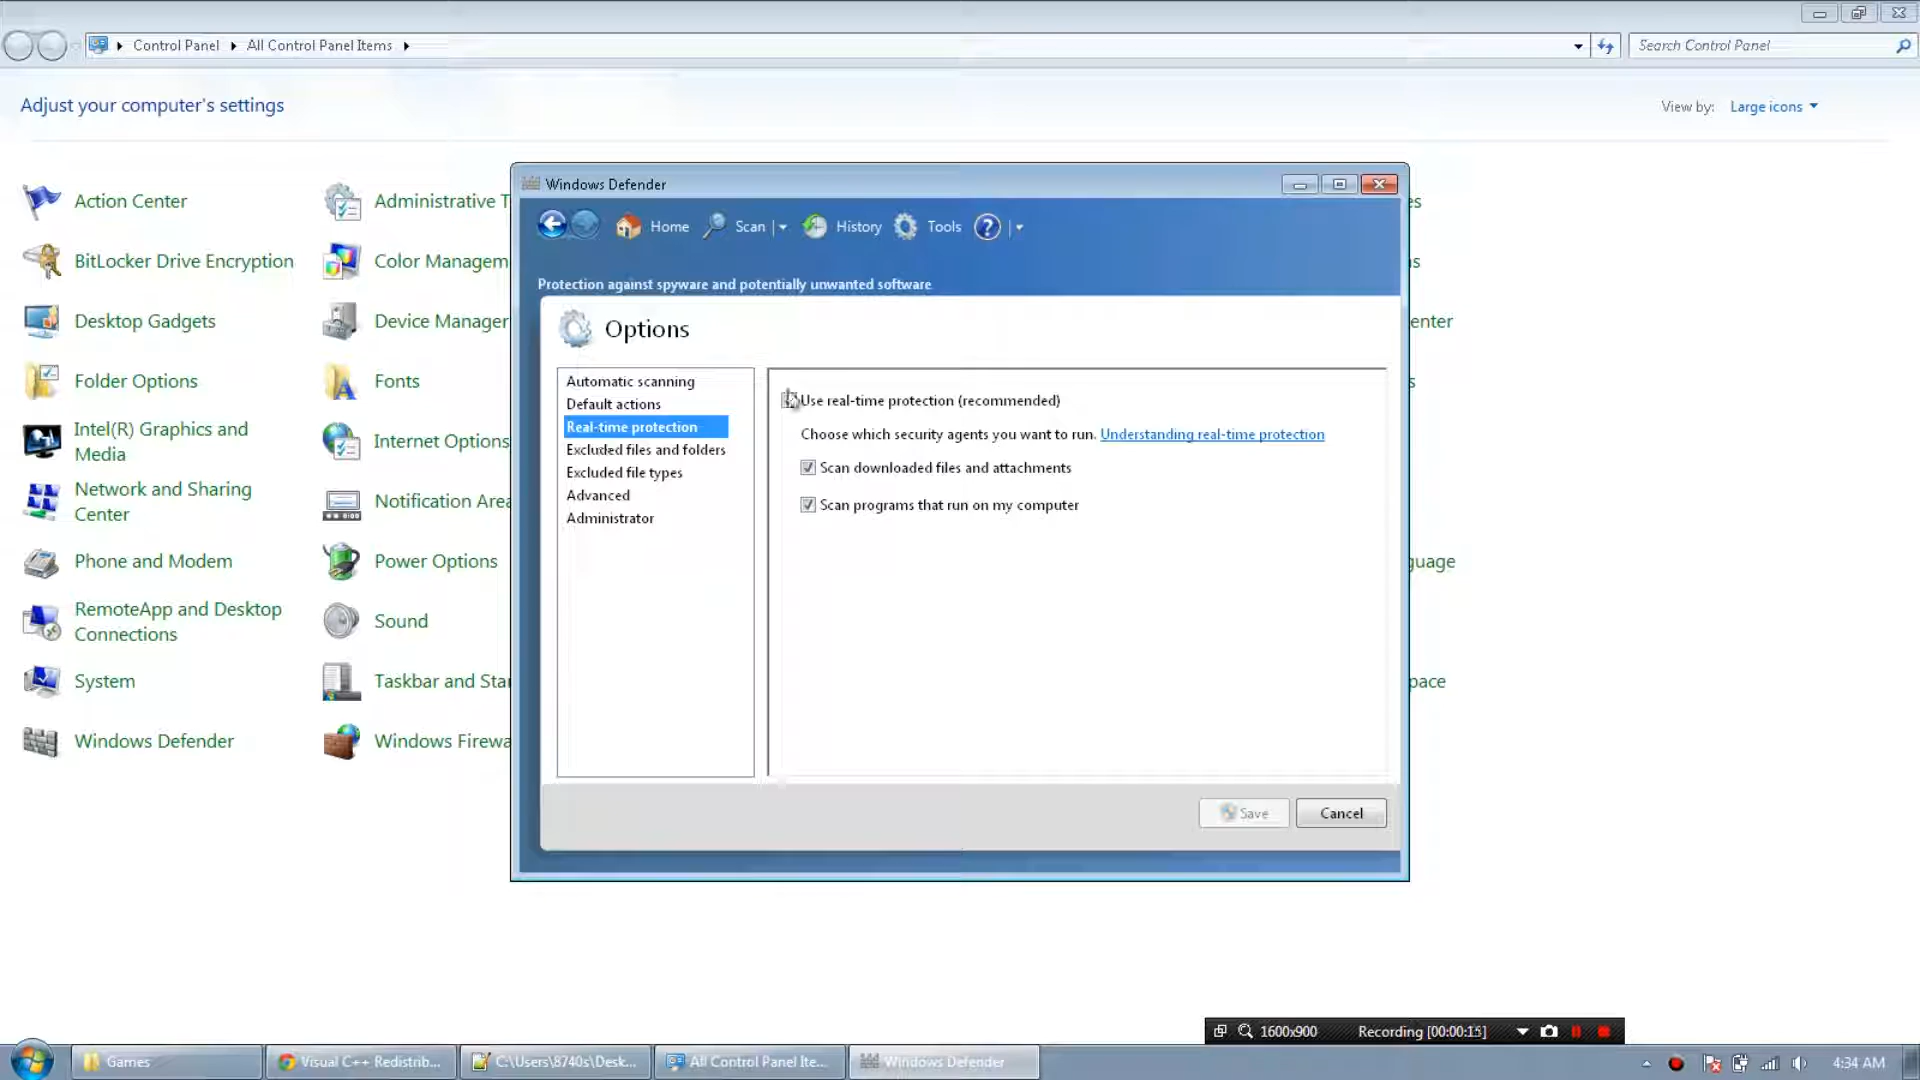 Control Panel
All Control Panel Items
Search Control Panel
Adjust your computer's settings
View by: Large icons
Action Center
Administrative T
BitLocker Drive Encryption
Color Managem
Desktop Gadgets
Device Manager
Folder Options
Fonts
Intel(R) Graphics and
Media
Internet Options
Network and Sharing
Center
Notification Area
Phone and Modem
Power Options
RemoteApp and Desktop
Connections
Sound
System
Taskbar and Star
Windows Defender
Windows Firewa
es
s
enter
s
guage
pace
Windows Defender
Home
Scan
History
Tools
Protection against spyware and potentially unwanted software
Options
Automatic scanning
Default actions
Real-time protection
Excluded files and folders
Excluded file types
Advanced
Administrator
Use real-time protection (recommended)
Choose which security agents you want to run. Understanding real-time protection
Scan downloaded files and attachments
Scan programs that run on my computer
Save
Cancel
1600x900
Recording [00:00:15]
Games
Visual C++ Redistrib...
C:\Users\8740s\Desk...
All Control Panel Ite...
Windows Defender
4:34 AM